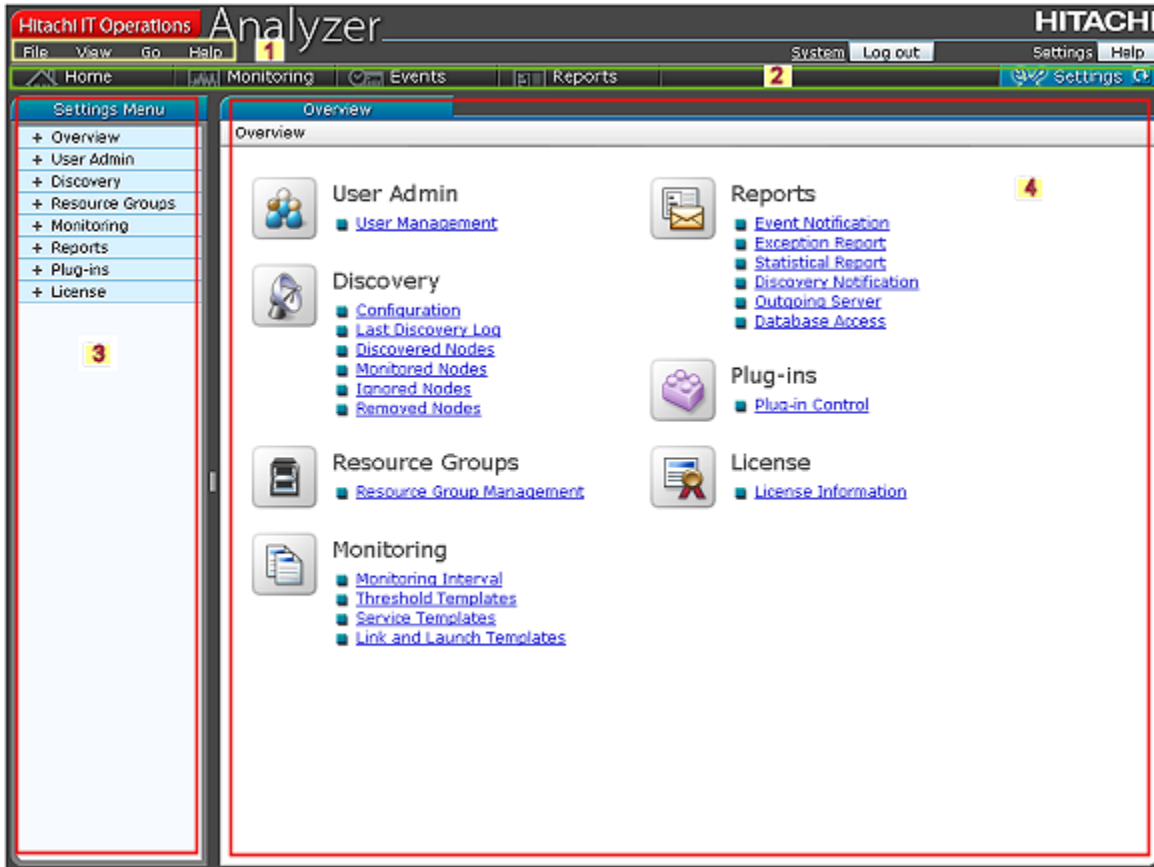 Hitachi IT Operations Analyzer
HITACHI
File View Go Help
1
System Log out
Settings Help
Home Monitoring Events Reports
2
Settings
Settings Menu
+ Overview
+ User Admin
+ Discovery
+ Resource Groups
+ Monitoring
+ Reports
+ Plug-ins
+ License
3
Overview
Overview
User Admin
User Management
Discovery
Configuration
Last Discovery Log
Discovered Nodes
Monitored Nodes
Ignored Nodes
Removed Nodes
Resource Groups
Resource Group Management
Monitoring
Monitoring Interval
Threshold Templates
Service Templates
Link and Launch Templates
Reports
Event Notification
Exception Report
Statistical Report
Discovery Notification
Outgoing Server
Database Access
Plug-ins
Plug-in Control
License
License Information
4